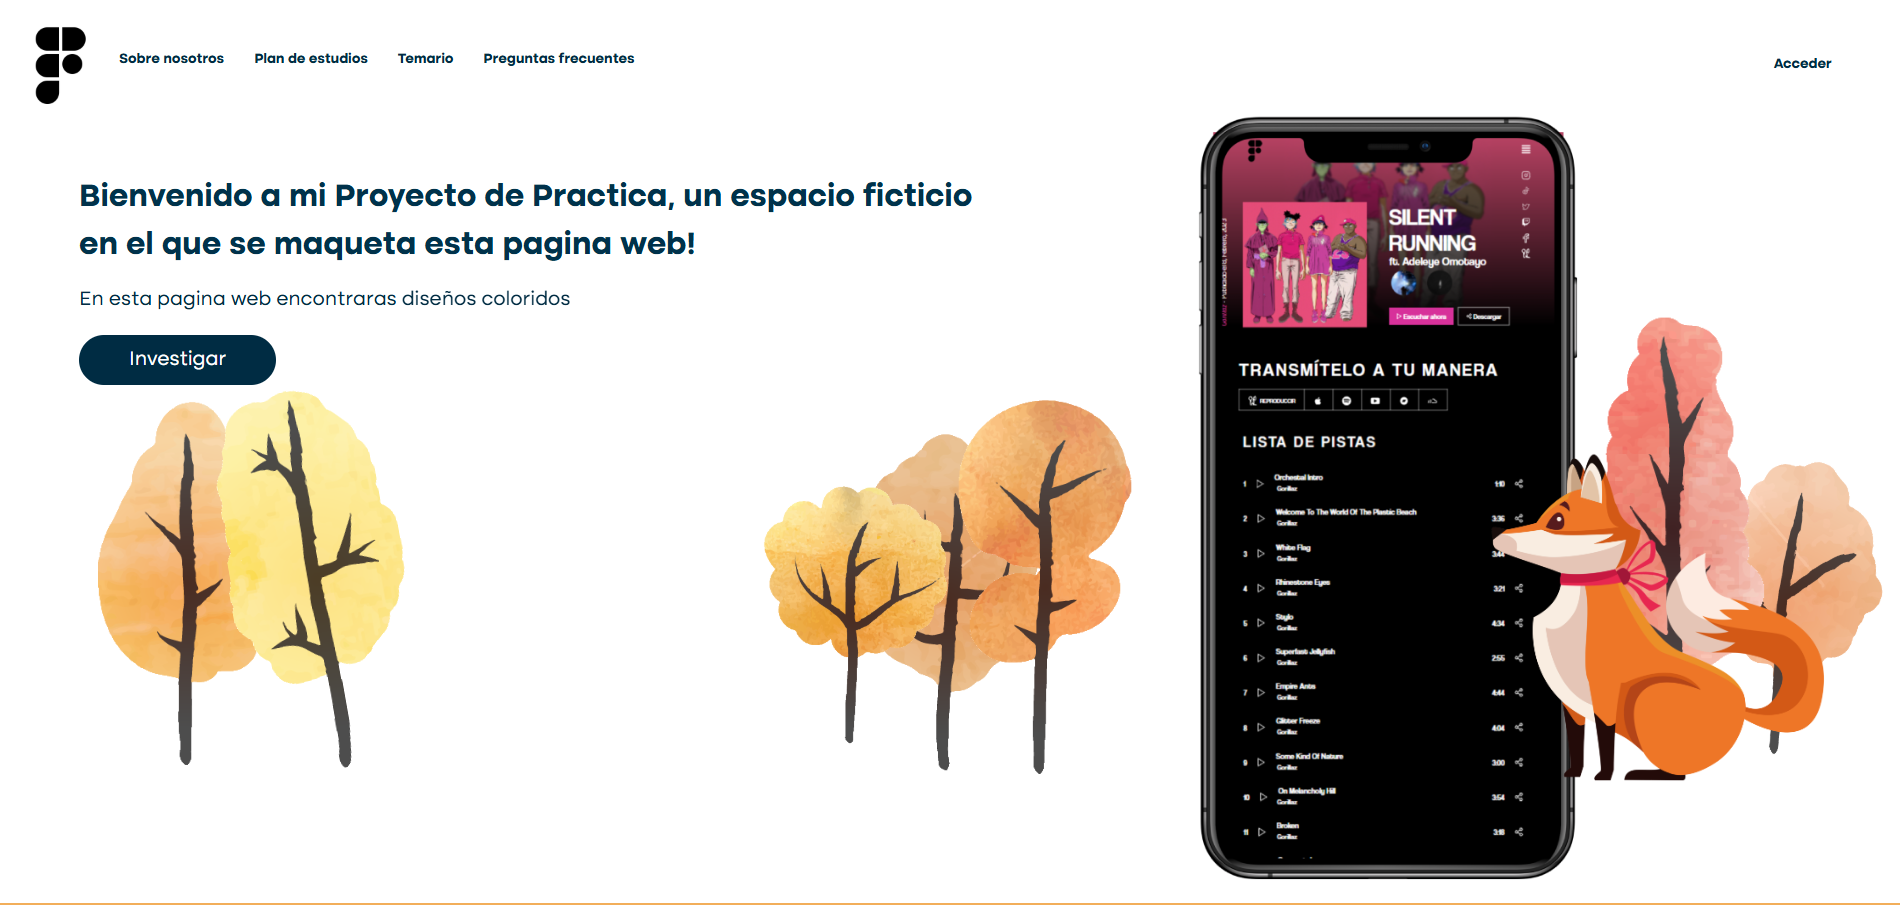 Sobre nosotros
Plan de estudios
Temario
Preguntas frecuentes
Acceder
Bienvenido a mi Proyecto de Practica, un espacio ficticio
en el que se maqueta esta pagina web!
En esta pagina web encontraras diseños coloridos
Investigar
SILENT
RUNNING
ft. Adeleye Omotayo
Escuchar ahora
Descargar
TRANSMÍTELO A TU MANERA
REPRODUCIR
LISTA DE PISTAS
1 Orchestal Intro 1:10
Gorillaz
2 Welcome To The World Of The Plastic Beach 3:36
Gorillaz
3 White Flag 3:44
Gorillaz
4 Rhinestone Eyes 3:21
Gorillaz
5 Stylo 4:34
Gorillaz
6 Superfast Jellyfish 2:55
Gorillaz
7 Empire Ants 4:44
Gorillaz
8 Glitter Freeze 4:04
Gorillaz
9 Some Kind Of Nature 3:00
Gorillaz
10 On Melancholy Hill 3:54
Gorillaz
11 Broken 3:18
Gorillaz